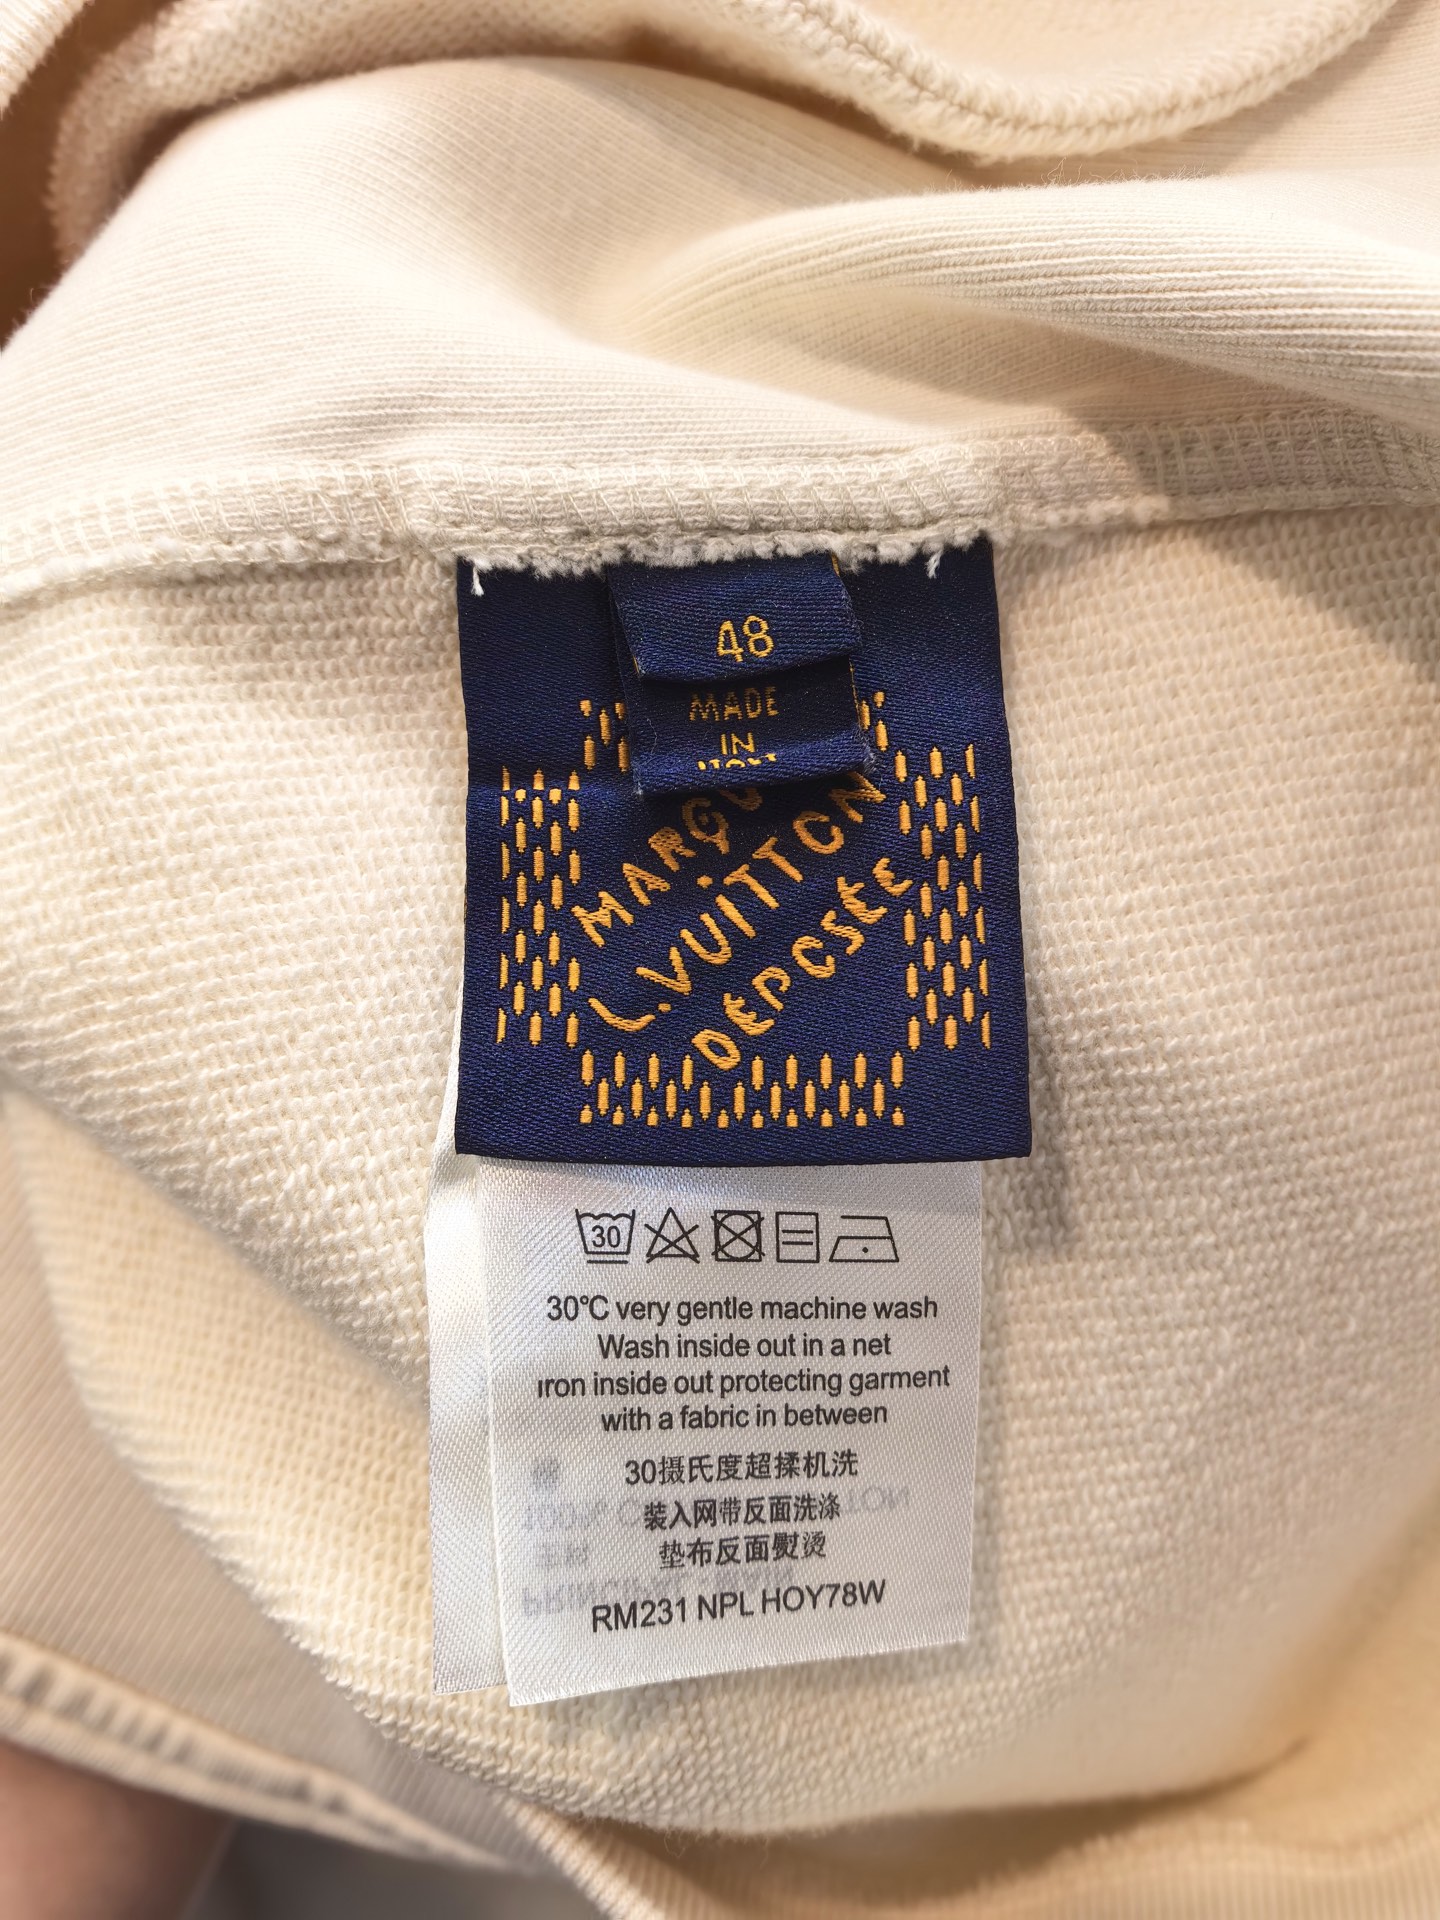 48
MADE
IN
MARQU
L.VUiTTON
DEPOSÉE
30
30℃ very gentle machine wash
Wash inside out in a net
Iron inside out protecting garment
with a fabric in between
30摄氏度超揉机洗
装入网带反面洗涤
垫布反面熨烫
RM231 NPL HOY78W